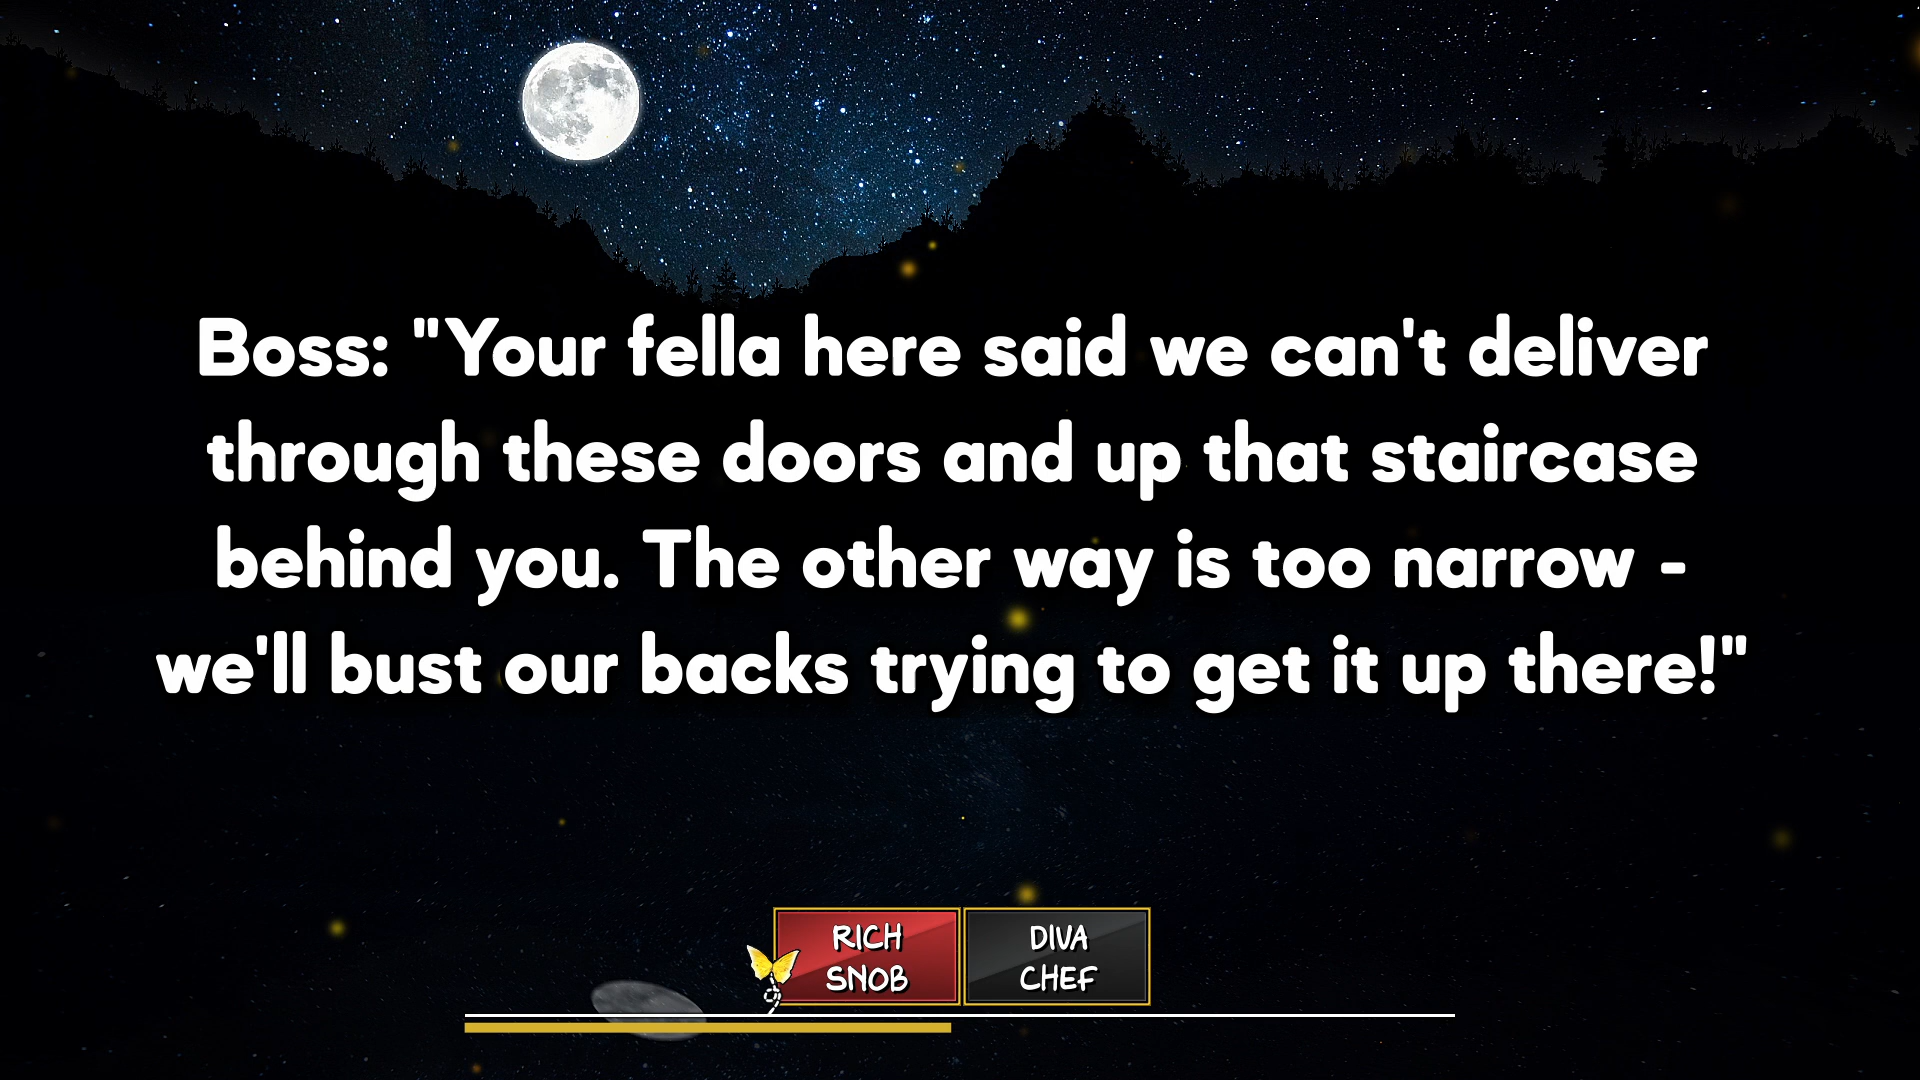 Boss: "Your fella here said we can't deliver
through these doors and up that staircase
behind you. The other way is too narrow -
we'll bust our backs trying to get it up there!"
RICH
SNOB
DIVA
CHEF